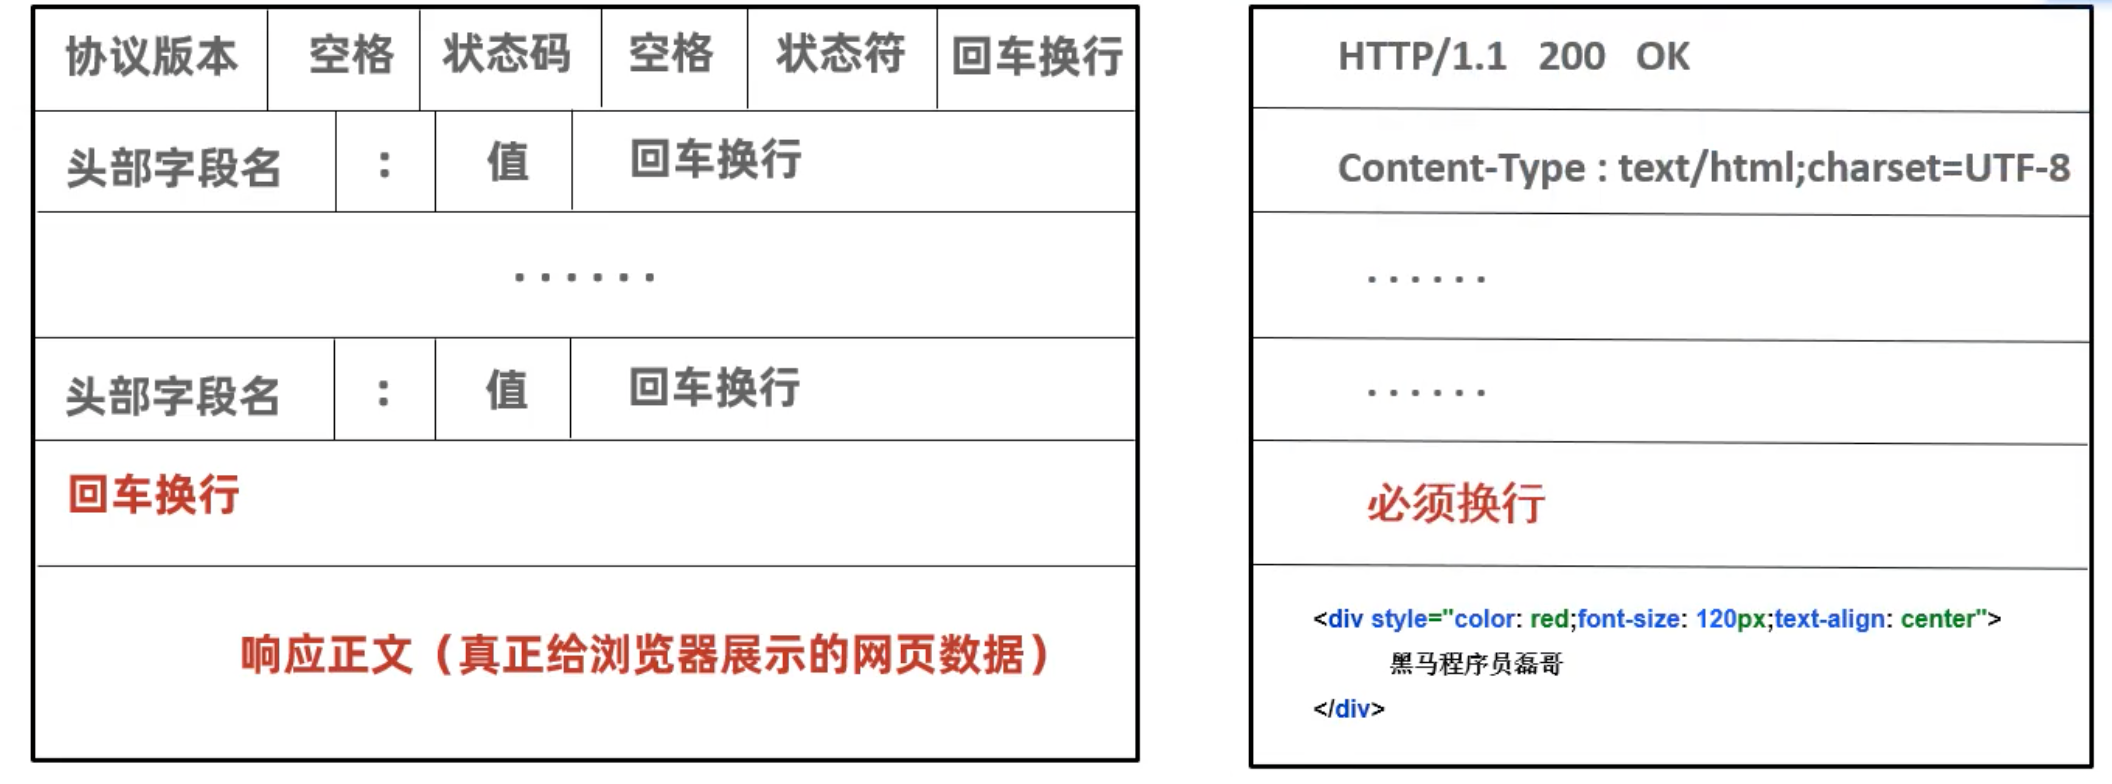 协议版本 空格 状态码 空格 状态符 回车换行
头部字段名 : 值 回车换行
......
头部字段名 : 值 回车换行
回车换行
响应正文（真正给浏览器展示的网页数据）
HTTP/1.1 200 OK
Content-Type : text/html;charset=UTF-8
......
......
必须换行
<div style="color: red;font-size: 120px;text-align: center">
黑马程序员磊哥
</div>